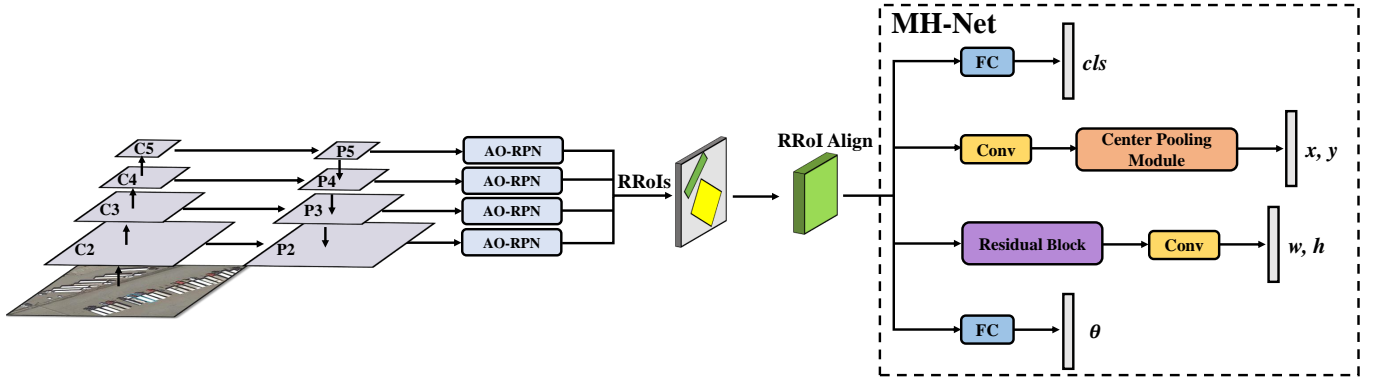 MH-Net
FC
cls
C5
P5
AO-RPN
RRoI Align
Conv
Center Pooling
Module
x, y
C4
P4
AO-RPN
RRoIs
C3
P3
AO-RPN
C2
P2
AO-RPN
Residual Block
Conv
w, h
FC
θ